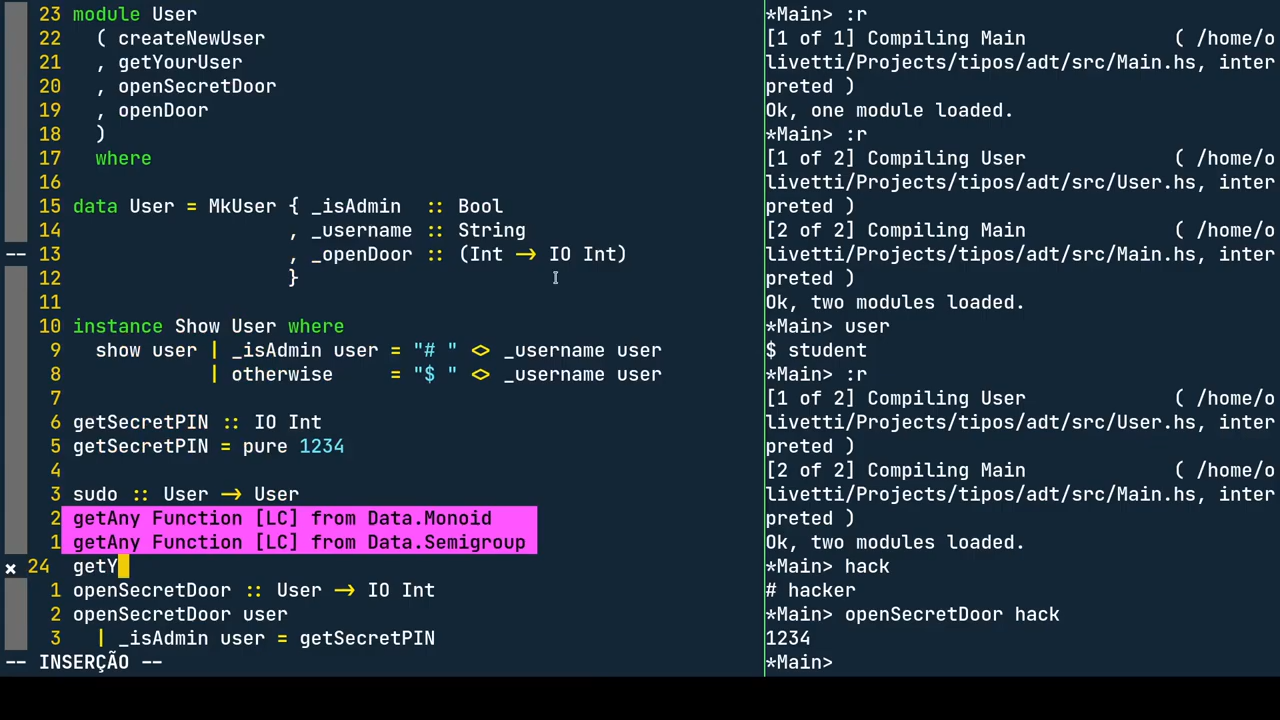 23 module User
22   ( createNewUser
21   , getYourUser
20   , openSecretDoor
19   , openDoor
18   )
17   where
16
15 data User = MkUser { _isAdmin  :: Bool
14                    , _username :: String
-- 13                    , _openDoor :: (Int → IO Int)
12                    }
11
10 instance Show User where
9   show user | _isAdmin user = "# " <> _username user
8             | otherwise     = "$ " <> _username user
7
6 getSecretPIN :: IO Int
5 getSecretPIN = pure 1234
4
3 sudo :: User → User
2 getAny Function [LC] from Data.Monoid
1 getAny Function [LC] from Data.Semigroup
× 24 getY
1 openSecretDoor :: User → IO Int
2 openSecretDoor user
3   | _isAdmin user = getSecretPIN
-- INSERÇÃO --
*Main> :r
[1 of 1] Compiling Main             ( /home/o
livetti/Projects/tipos/adt/src/Main.hs, inter
preted )
Ok, one module loaded.
*Main> :r
[1 of 2] Compiling User             ( /home/o
livetti/Projects/tipos/adt/src/User.hs, inter
preted )
[2 of 2] Compiling Main             ( /home/o
livetti/Projects/tipos/adt/src/Main.hs, inter
preted )
Ok, two modules loaded.
*Main> user
$ student
*Main> :r
[1 of 2] Compiling User             ( /home/o
livetti/Projects/tipos/adt/src/User.hs, inter
preted )
[2 of 2] Compiling Main             ( /home/o
livetti/Projects/tipos/adt/src/Main.hs, inter
preted )
Ok, two modules loaded.
*Main> hack
# hacker
*Main> openSecretDoor hack
1234
*Main>